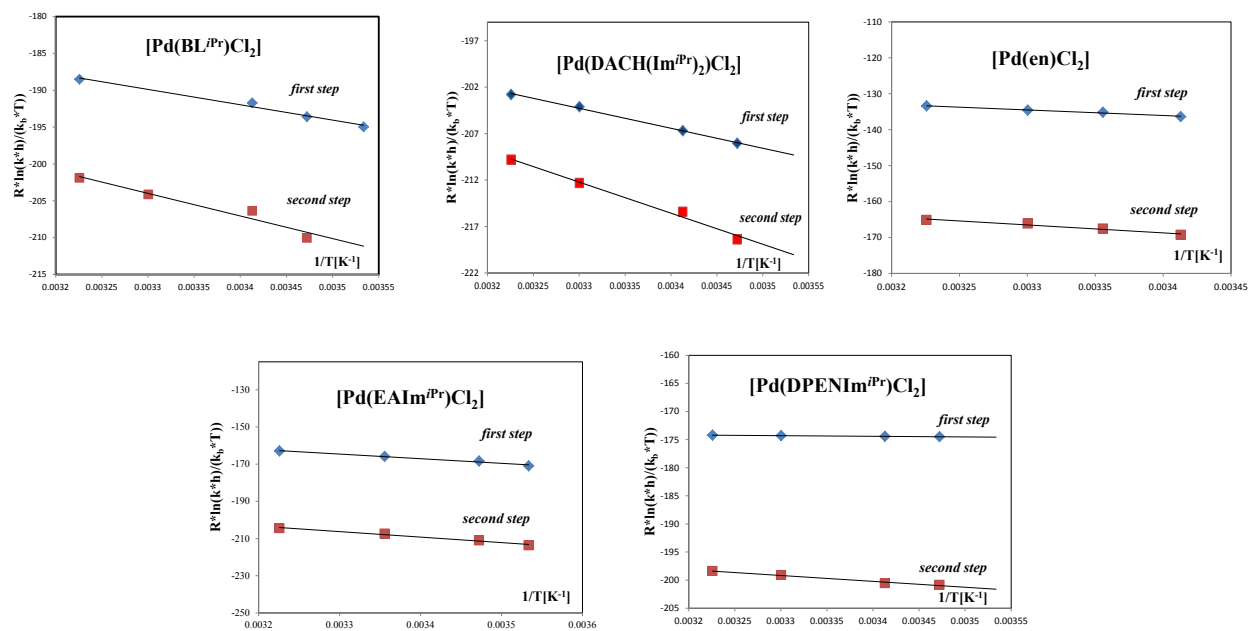 [Pd(BL^iPr)Cl₂]
R*ln(k*h)/(k_b*T))
-180
-185
-190
-195
-200
-205
-210
-215
first step
second step
1/T[K⁻¹]
0.0032
0.00325
0.0033
0.00335
0.0034
0.00345
0.0035
0.00355
[Pd(DACH(Im^iPr)₂)Cl₂]
R*ln(k*h)/(k_b*T))
-197
-202
-207
-212
-217
-222
first step
second step
1/T[K⁻¹]
0.0032
0.00325
0.0033
0.00335
0.0034
0.00345
0.0035
0.00355
[Pd(en)Cl₂]
R*ln(k*h)/(k_b*T))
-110
-120
-130
-140
-150
-160
-170
-180
first step
second step
1/T[K⁻¹]
0.0032
0.00325
0.0033
0.00335
0.0034
0.00345
[Pd(EAIm^iPr)Cl₂]
R*ln(k*h)/(k_b*T))
-130
-150
-170
-190
-210
-230
-250
first step
second step
1/T[K⁻¹]
0.0032
0.0033
0.0034
0.0035
0.0036
[Pd(DPENIm^iPr)Cl₂]
R*ln(k*h)/(k_b*T))
-160
-165
-170
-175
-180
-185
-190
-195
-200
-205
first step
second step
1/T[K⁻¹]
0.0032
0.00325
0.0033
0.00335
0.0034
0.00345
0.0035
0.00355